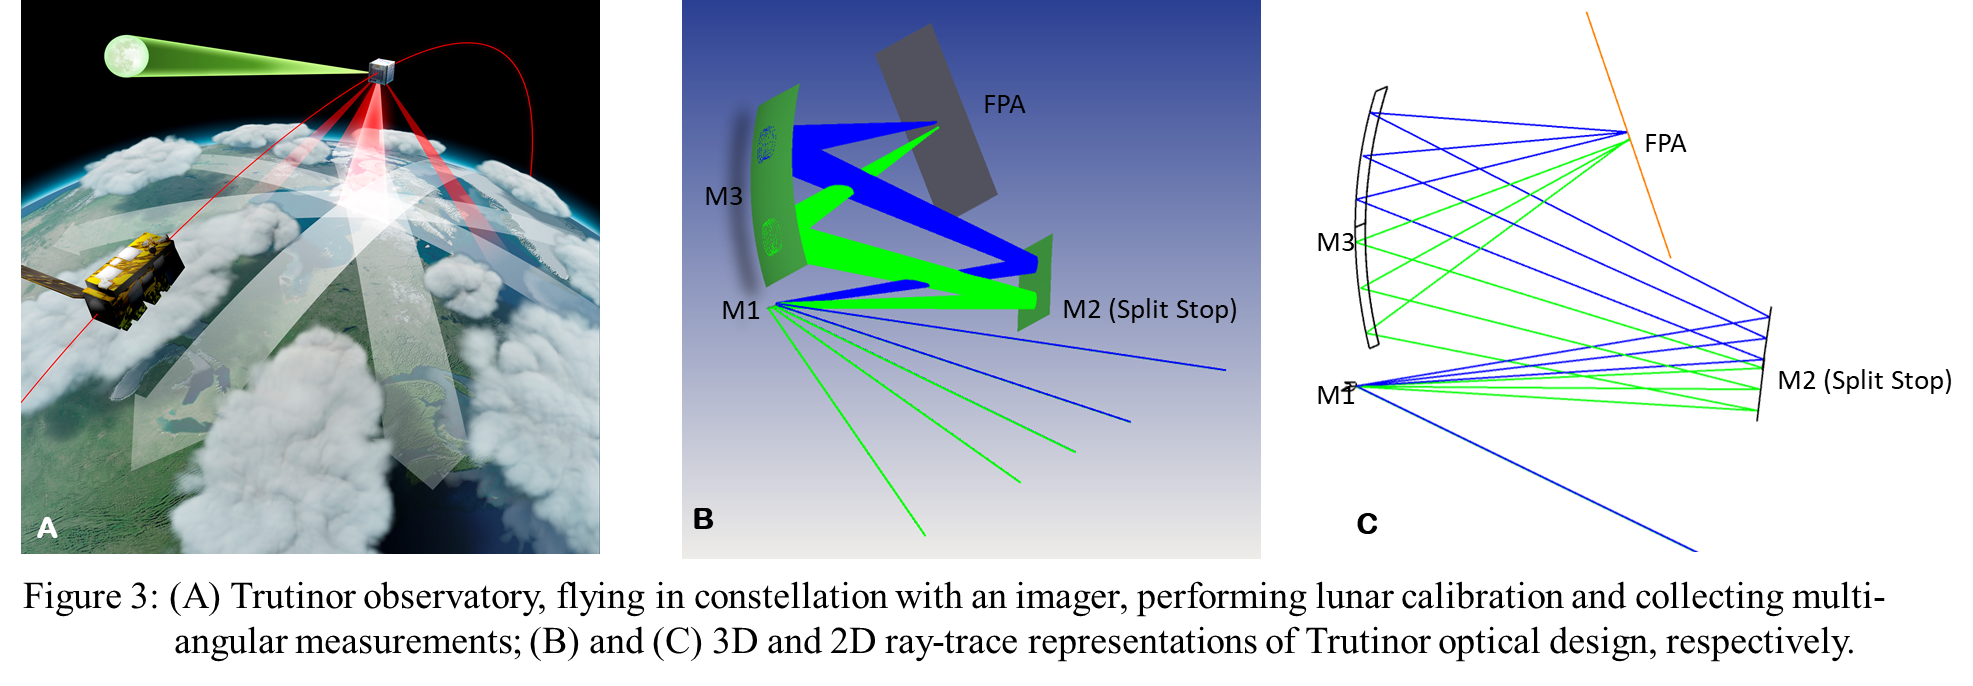 A
FPA
M3
M1
M2 (Split Stop)
B
FPA
M3
M1
M2 (Split Stop)
C
Figure 3: (A) Trutinor observatory, flying in constellation with an imager, performing lunar calibration and collecting multi-
angular measurements; (B) and (C) 3D and 2D ray-trace representations of Trutinor optical design, respectively.